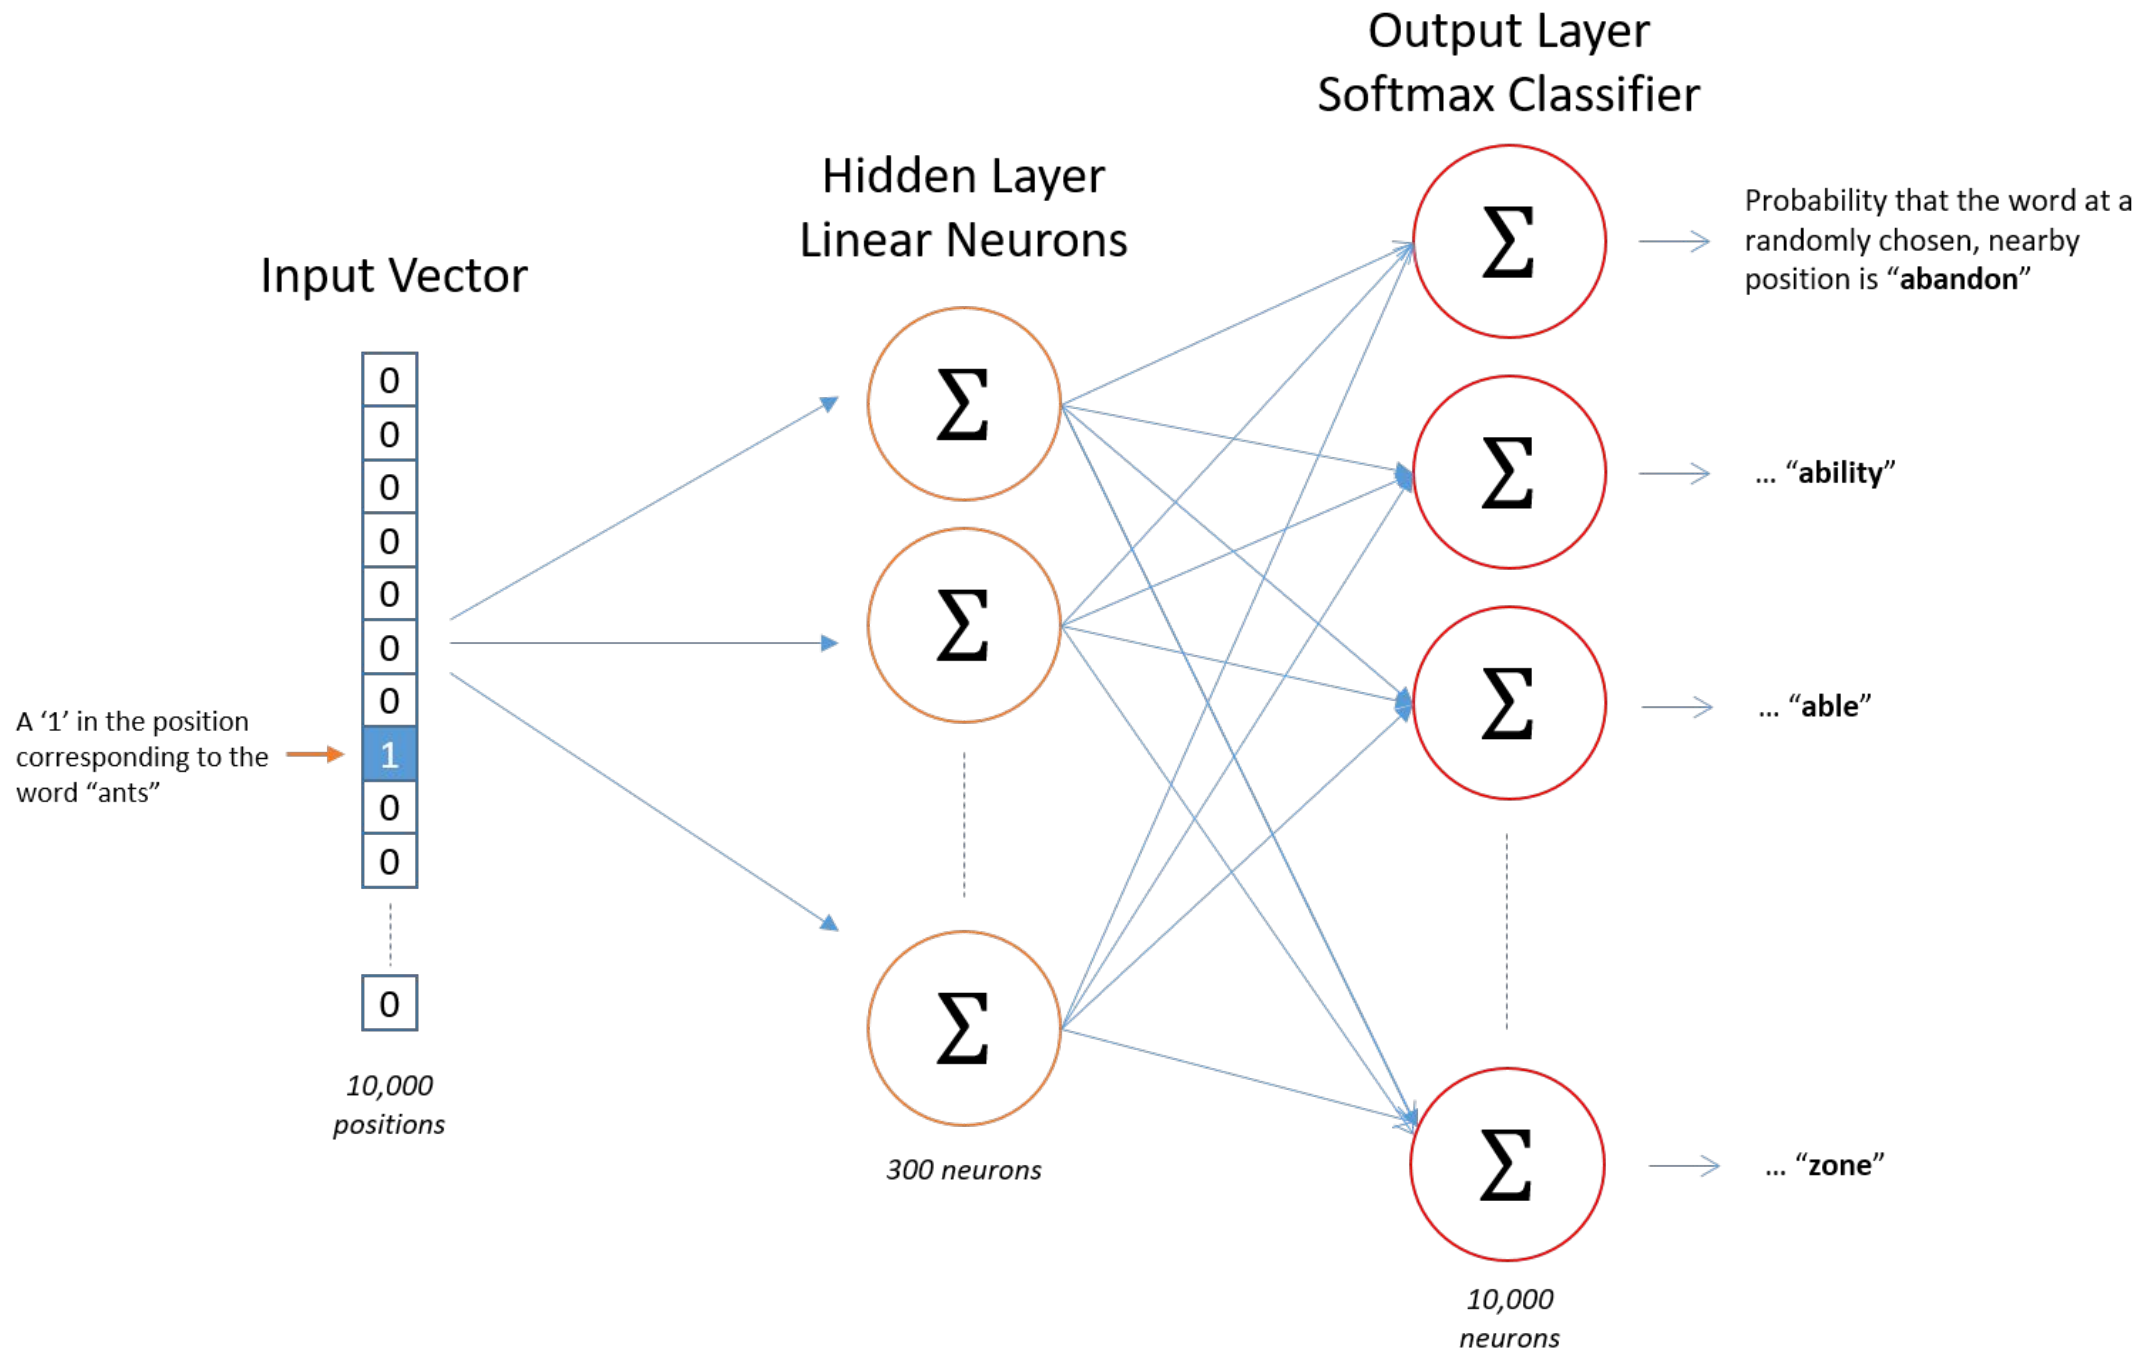 Output Layer
Softmax Classifier
Hidden Layer
Linear Neurons
Input Vector
0
0
0
0
0
0
0
1
0
0
0
A ‘1’ in the position
corresponding to the
word “ants”
10,000
positions
Σ
Σ
Σ
300 neurons
Σ
Probability that the word at a
randomly chosen, nearby
position is “abandon”
Σ
... “ability”
Σ
... “able”
Σ
... “zone”
10,000
neurons